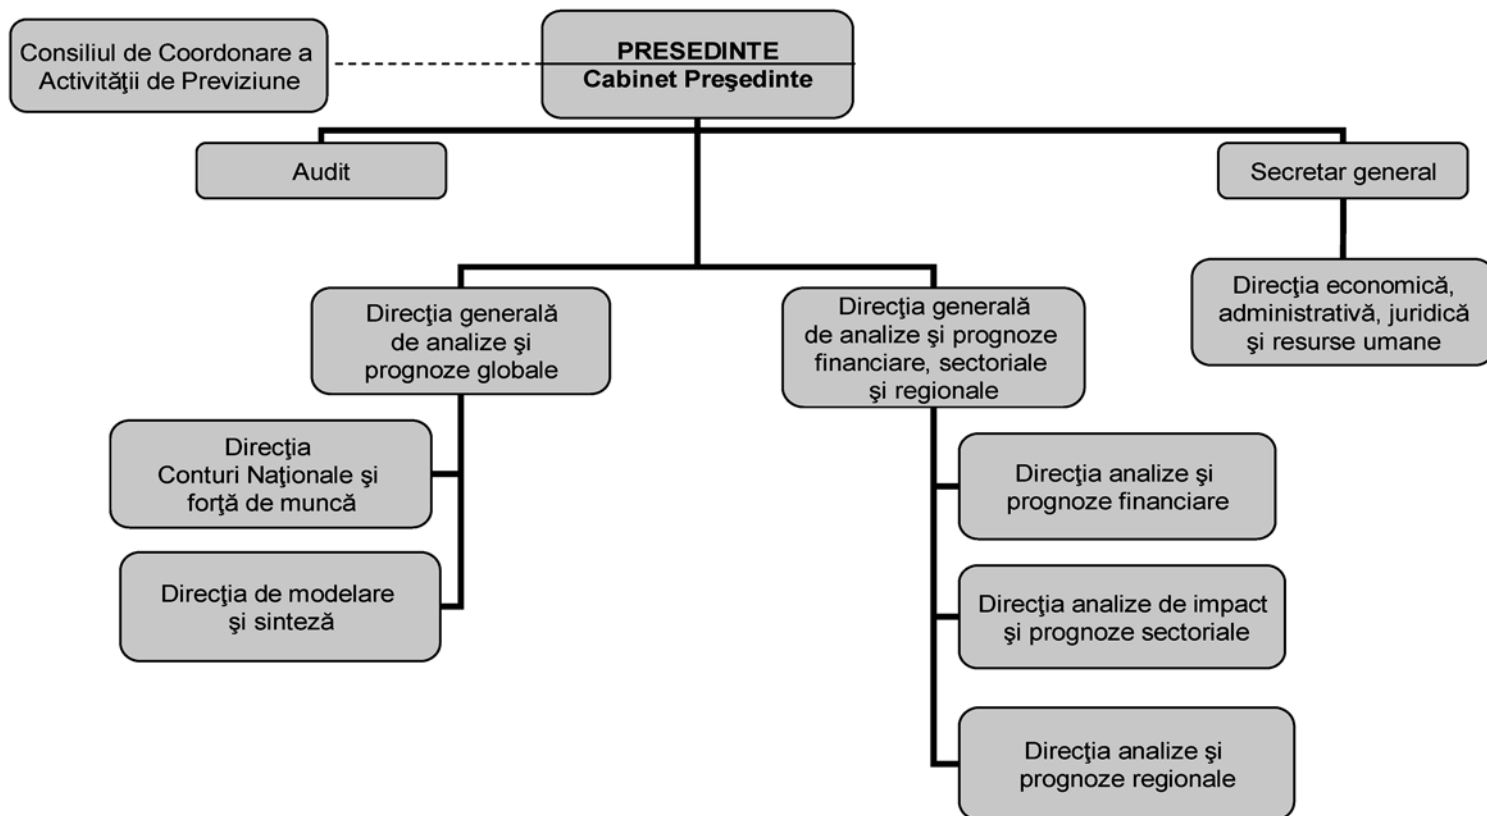 Consiliul de Coordonare a
Activităţii de Previziune
PRESEDINTE
Cabinet Preşedinte
Audit
Secretar general
Direcţia economică,
administrativă, juridică
şi resurse umane
Direcţia generală
de analize şi
prognoze globale
Direcţia generală
de analize şi prognoze
financiare, sectoriale
şi regionale
Direcţia
Conturi Naţionale şi
forţă de muncă
Direcţia de modelare
şi sinteză
Direcţia analize şi
prognoze financiare
Direcţia analize de impact
şi prognoze sectoriale
Direcţia analize şi
prognoze regionale